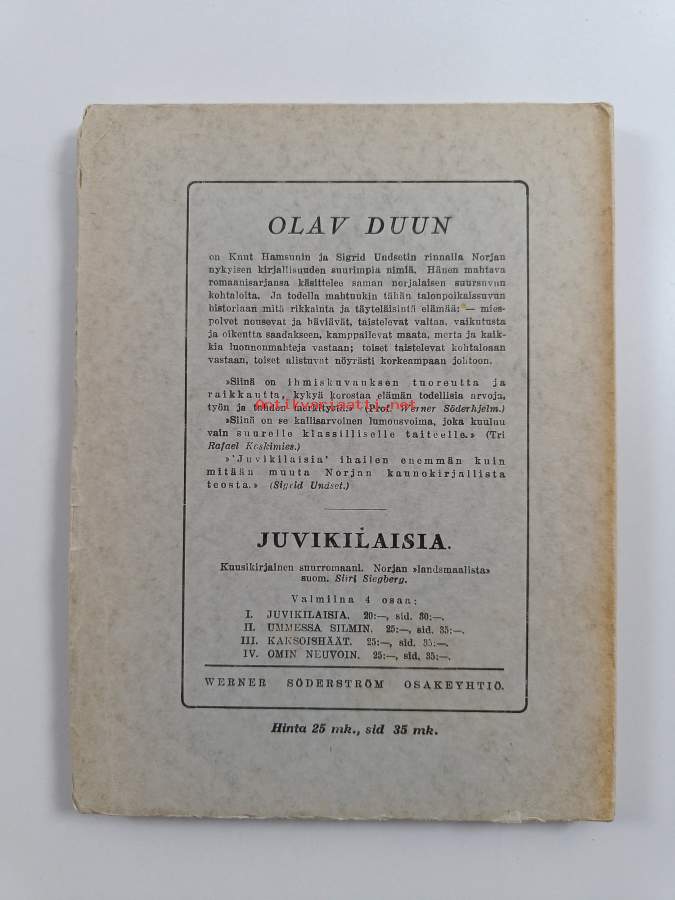 OLAV DUUN
on Knut Hamsunin ja Sigrid Undsetin rinnalla Norjan
nykyisen kirjallisuuden suurimpia nimiä. Hänen mahtava
romaanisarjansa käsittelee saman norjalaisen suursuvun
kohtaloita. Ja todella mahtuukin tähän talonpoikaissuvun
historiaan mitä rikkainta ja täyteläisintä elämää: — mies-
polvet nousevat ja häviävät, taistelevat valtaa, vaikutusta
ja oikeutta saadakseen, kamppailevat maata, merta ja kaik-
kia luonnonmahteja vastaan; toiset taistelevat kohtaloaan
vastaan, toiset alistuvat nöyrästi korkeampaan johtoon.
»Siinä on ihmiskuvauksen tuoreutta ja
raikkautta, kykyä korostaa elämän todellisia arvoja,
työn ja tahdon merkitystä.» (Prof. Werner Söderhjelm.)
Antikvariaatti.net
»Siinä on se kallisarvoinen lumousvoima, joka kuuluu
vain suurelle klassilliselle taiteelle.» (Tri
Rafael Koskimies.)
»'Juvikilaisia' ihailen enemmän kuin
mitään muuta Norjan kaunokirjallista
teosta.» (Sigrid Undset.)
JUVIKILAISIA.
Kuusikirjainen suurromaani. Norjan »landsmaalista»
suom. Siiri Siegberg.
Valmiina 4 osaa:
I. JUVIKILAISIA. 20:—, sid. 30:—.
II. UMMESSA SILMIN. 25:—, sid. 35:—.
III. KAKSOISHÄÄT. 25:—, sid. 35:—.
IV. OMIN NEUVOIN. 25:—, sid. 35:—.
WERNER SÖDERSTRÖM OSAKEYHTIÖ.
Hinta 25 mk., sid 35 mk.